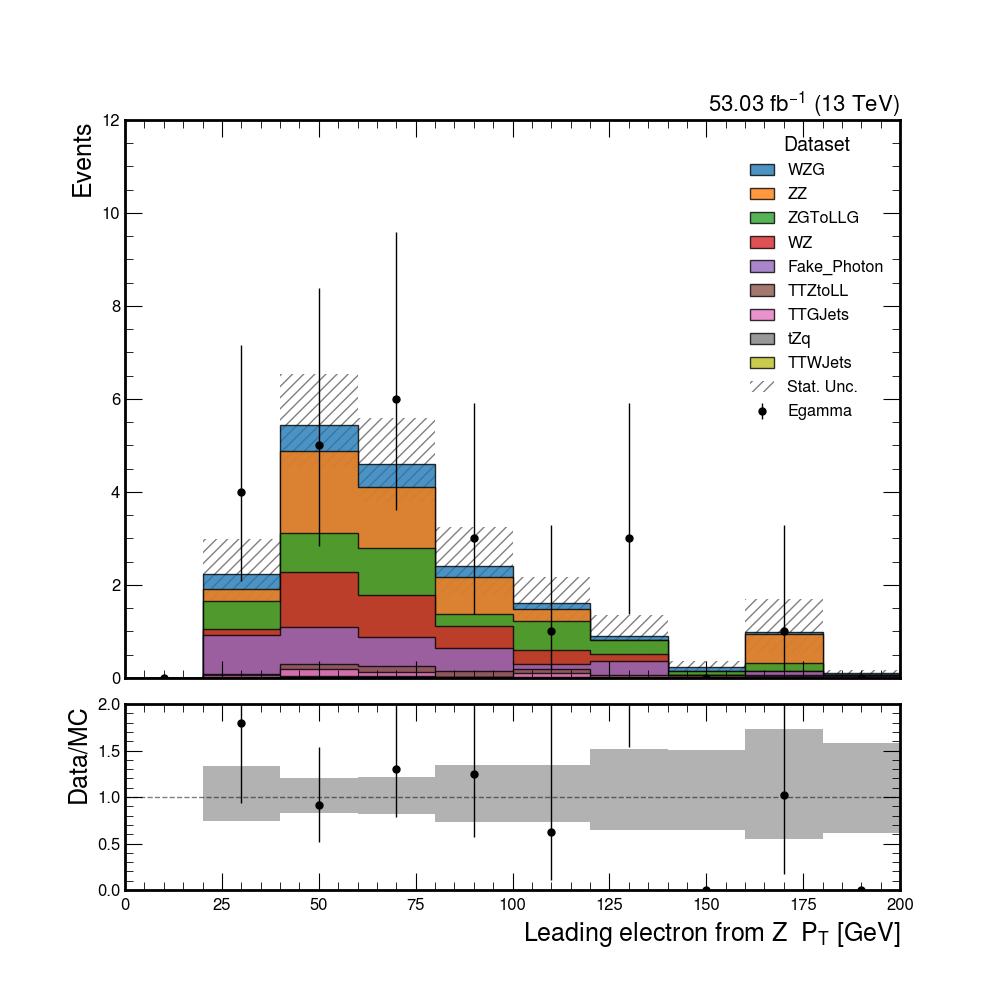 53.03 fb⁻¹ (13 TeV)
Events
12
10
8
6
4
2
0
Dataset
WZG
ZZ
ZGToLLG
WZ
Fake_Photon
TTZtoLL
TTGJets
tZq
TTWJets
Stat. Unc.
Egamma
Data/MC
2.0
1.5
1.0
0.5
0.0
0 25 50 75 100 125 150 175 200
Leading electron from Z P_T [GeV]